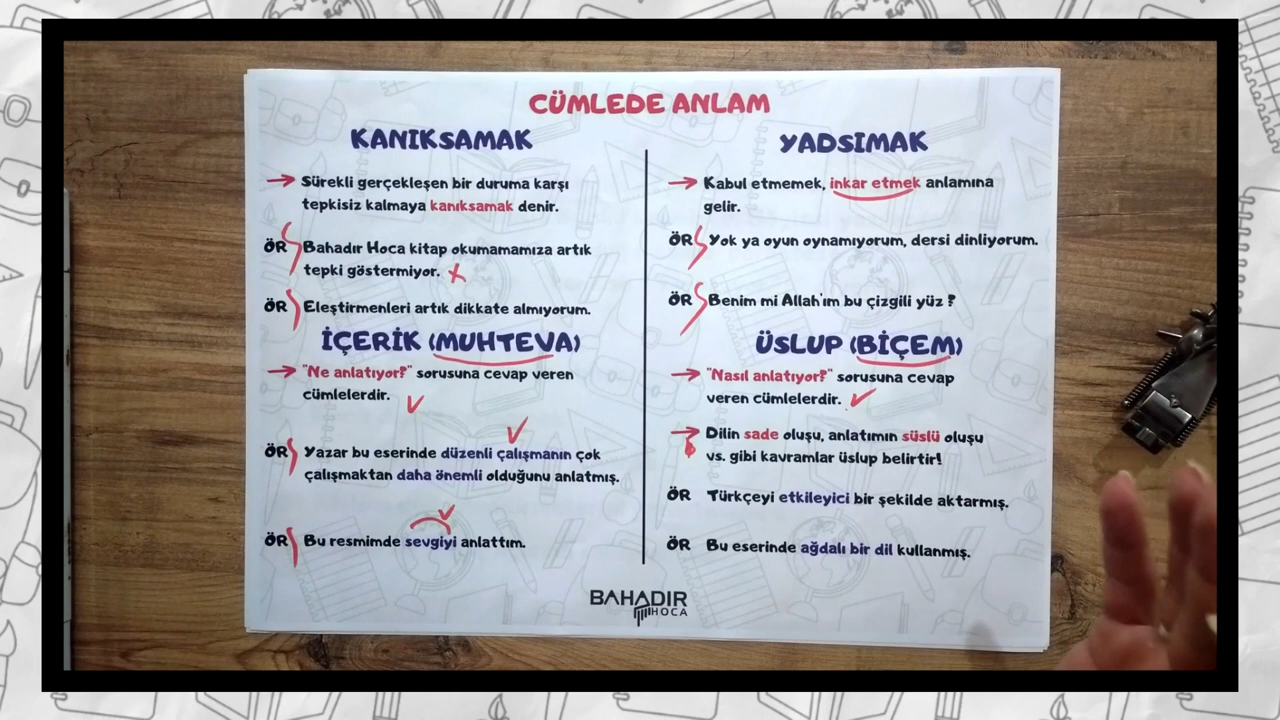 CÜMLEDE ANLAM
KANIKSAMAK
→ Sürekli gerçekleşen bir duruma karşı
tepkisiz kalmaya kanıksamak denir.
ÖR Bahadır Hoca kitap okumamamıza artık
tepki göstermiyor.
ÖR Eleştirmenleri artık dikkate almıyorum.
İÇERİK (MUHTEVA)
→ "Ne anlatıyor?" sorusuna cevap veren
cümlelerdir.
ÖR Yazar bu eserinde düzenli çalışmanın çok
çalışmaktan daha önemli olduğunu anlatmış.
ÖR Bu resmimde sevgiyi anlattım.
YADSIMAK
→ Kabul etmemek, inkar etmek anlamına
gelir.
ÖR Yok ya oyun oynamıyorum, dersi dinliyorum.
ÖR Benim mi Allah'ım bu çizgili yüz ?
ÜSLUP (BİÇEM)
→ "Nasıl anlatıyor?" sorusuna cevap
veren cümlelerdir.
→ Dilin sade oluşu, anlatımın süslü oluşu
vs. gibi kavramlar üslup belirtir!
ÖR Türkçeyi etkileyici bir şekilde aktarmış.
ÖR Bu eserinde ağdalı bir dil kullanmış.
BAHADIR
HOCA